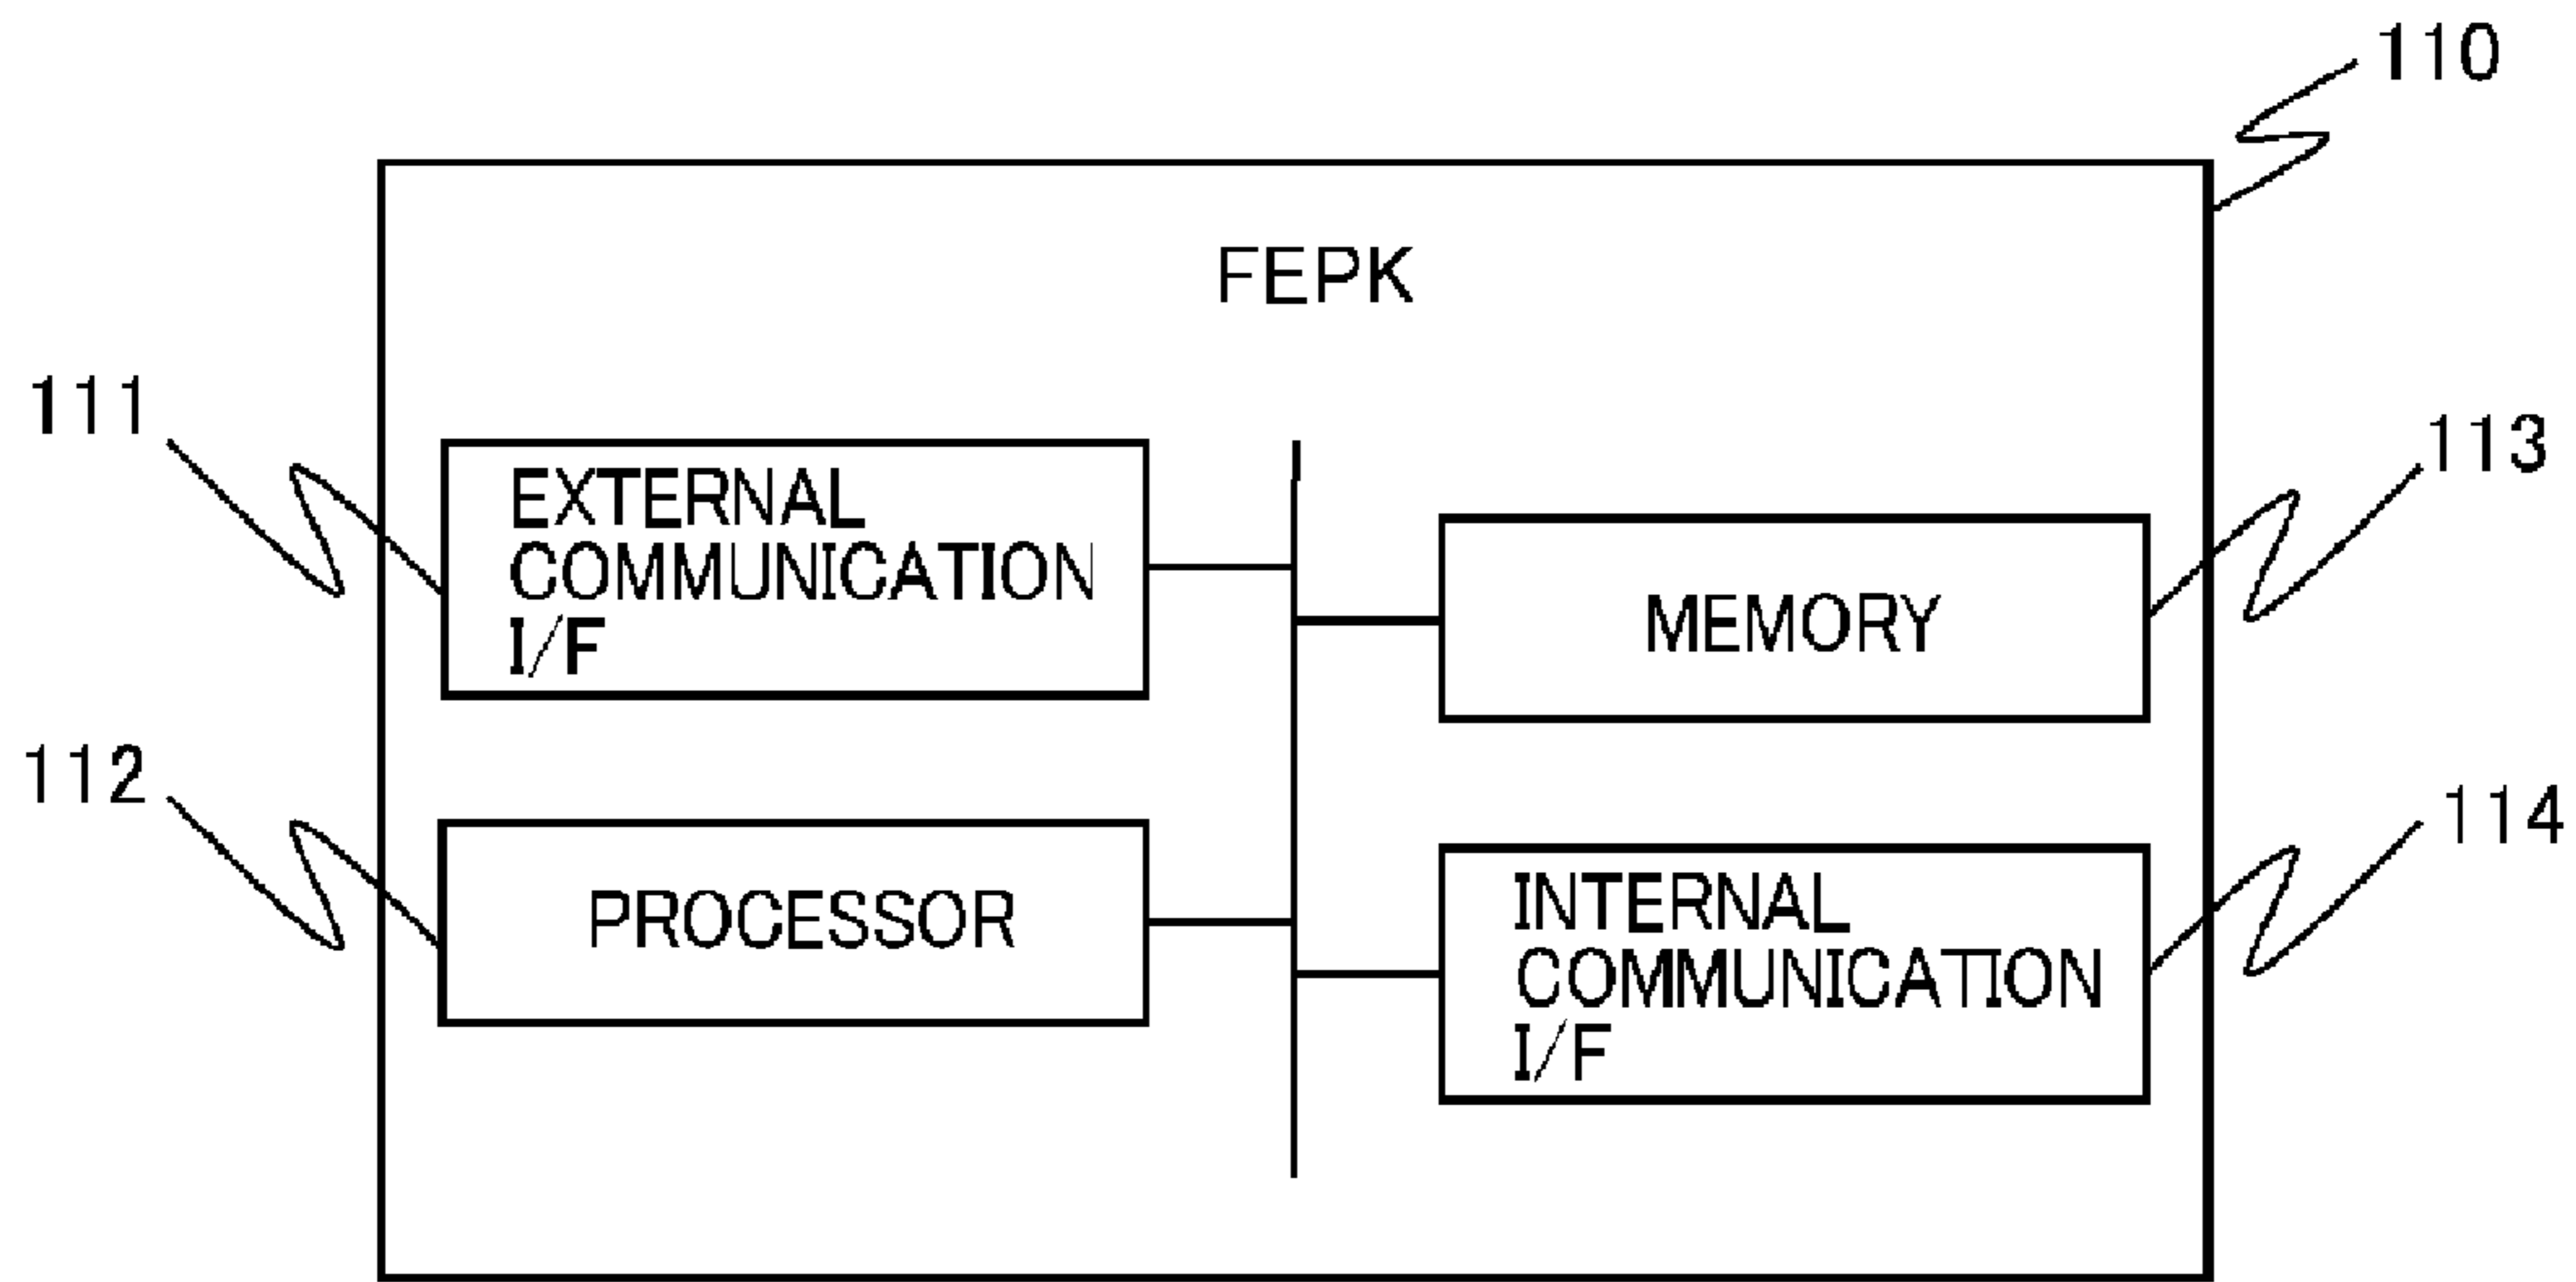 110
FEPK
111
EXTERNAL
COMMUNICATION
I/F
113
MEMORY
112
PROCESSOR
114
INTERNAL
COMMUNICATION
I/F